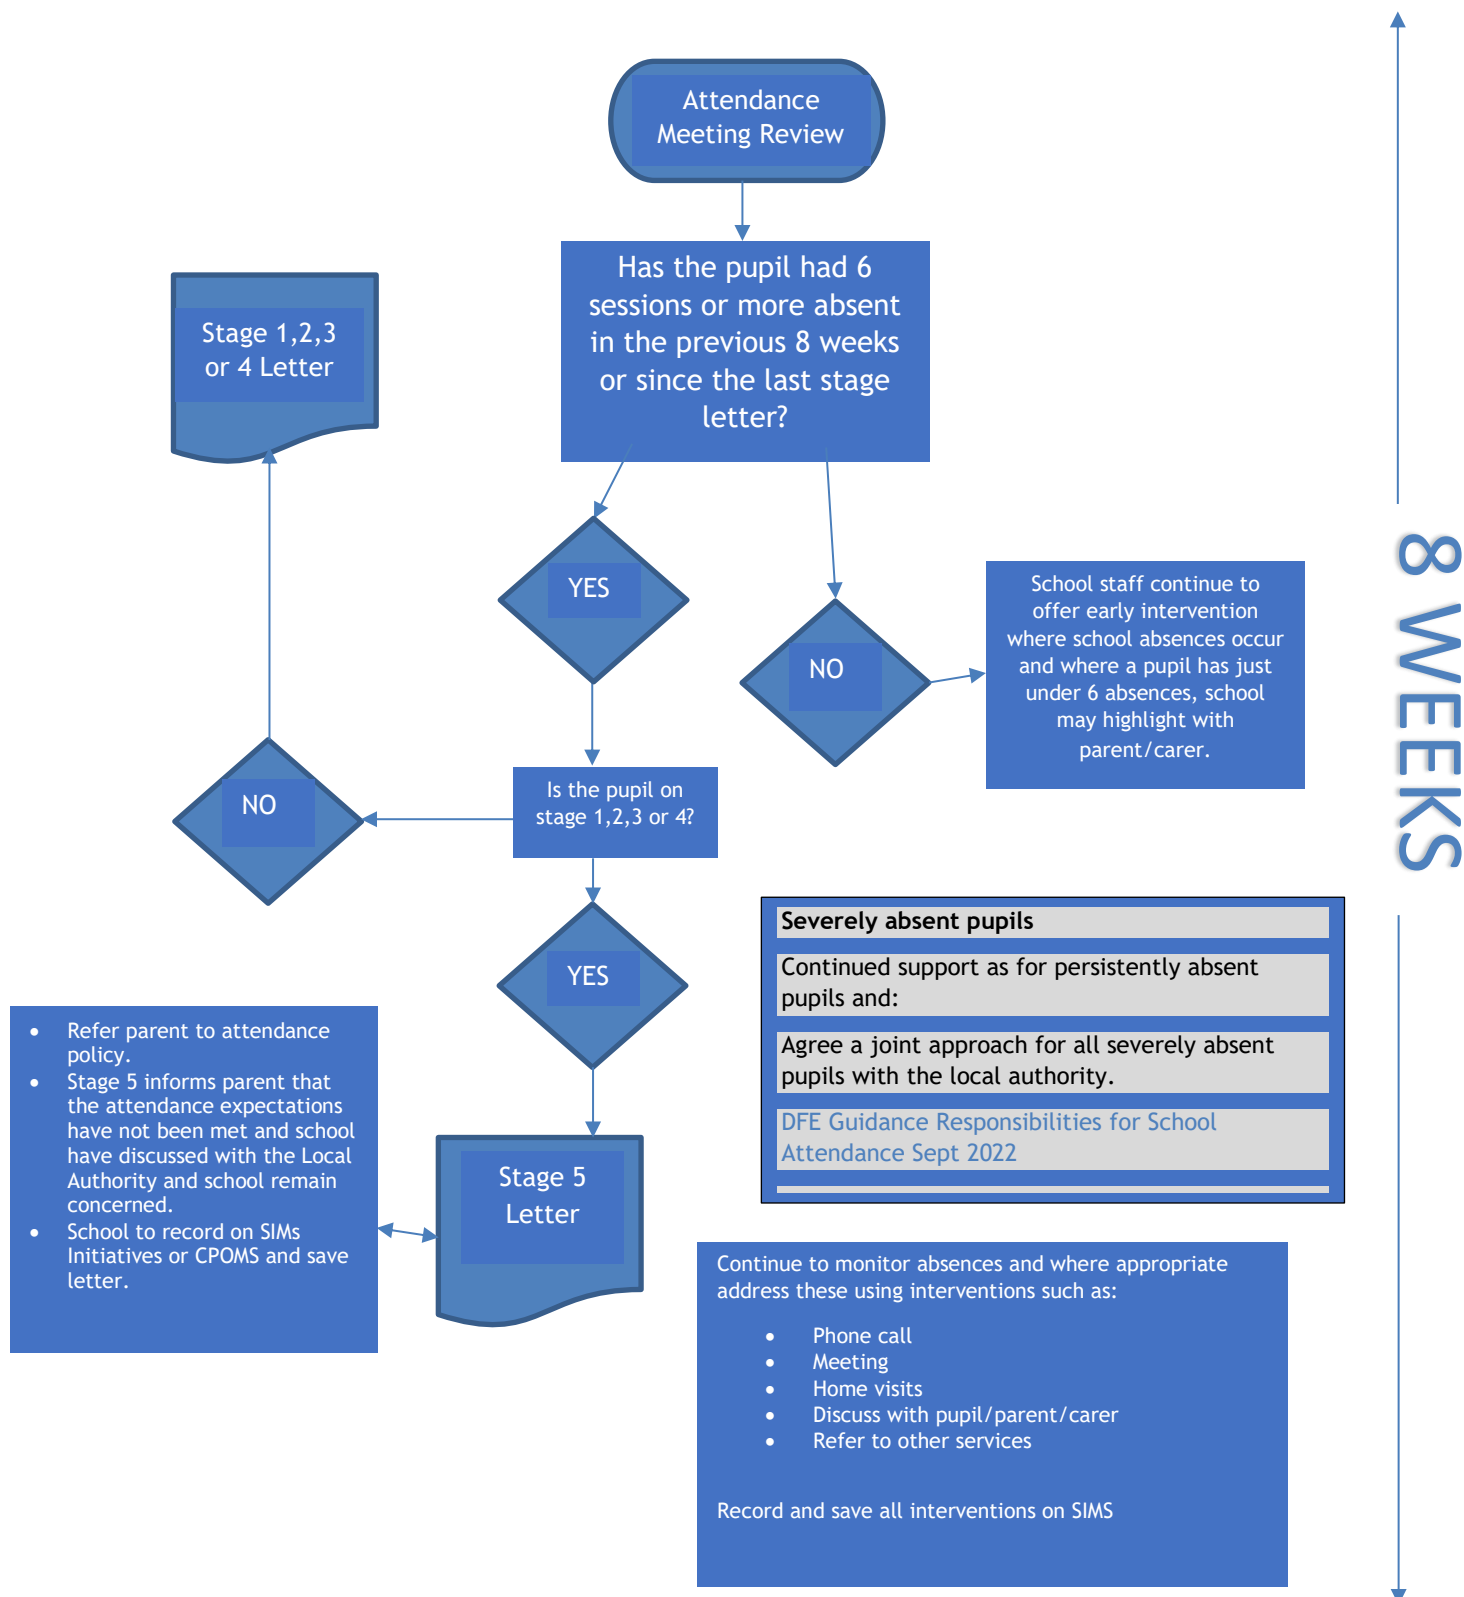 Attendance
Meeting Review
Has the pupil had 6
sessions or more absent
in the previous 8 weeks
or since the last stage
letter?
Stage 1,2,3
or 4 Letter
YES
NO
School staff continue to
offer early intervention
where school absences occur
and where a pupil has just
under 6 absences, school
may highlight with
parent/carer.
8 WEEKS
NO
Is the pupil on
stage 1,2,3 or 4?
YES
Severely absent pupils
Continued support as for persistently absent
pupils and:
Agree a joint approach for all severely absent
pupils with the local authority.
DFE Guidance Responsibilities for School
Attendance Sept 2022
• Refer parent to attendance
policy.
• Stage 5 informs parent that
the attendance expectations
have not been met and school
have discussed with the Local
Authority and school remain
concerned.
• School to record on SIMs
Initiatives or CPOMS and save
letter.
Stage 5
Letter
Continue to monitor absences and where appropriate
address these using interventions such as:
• Phone call
• Meeting
• Home visits
• Discuss with pupil/parent/carer
• Refer to other services
Record and save all interventions on SIMS